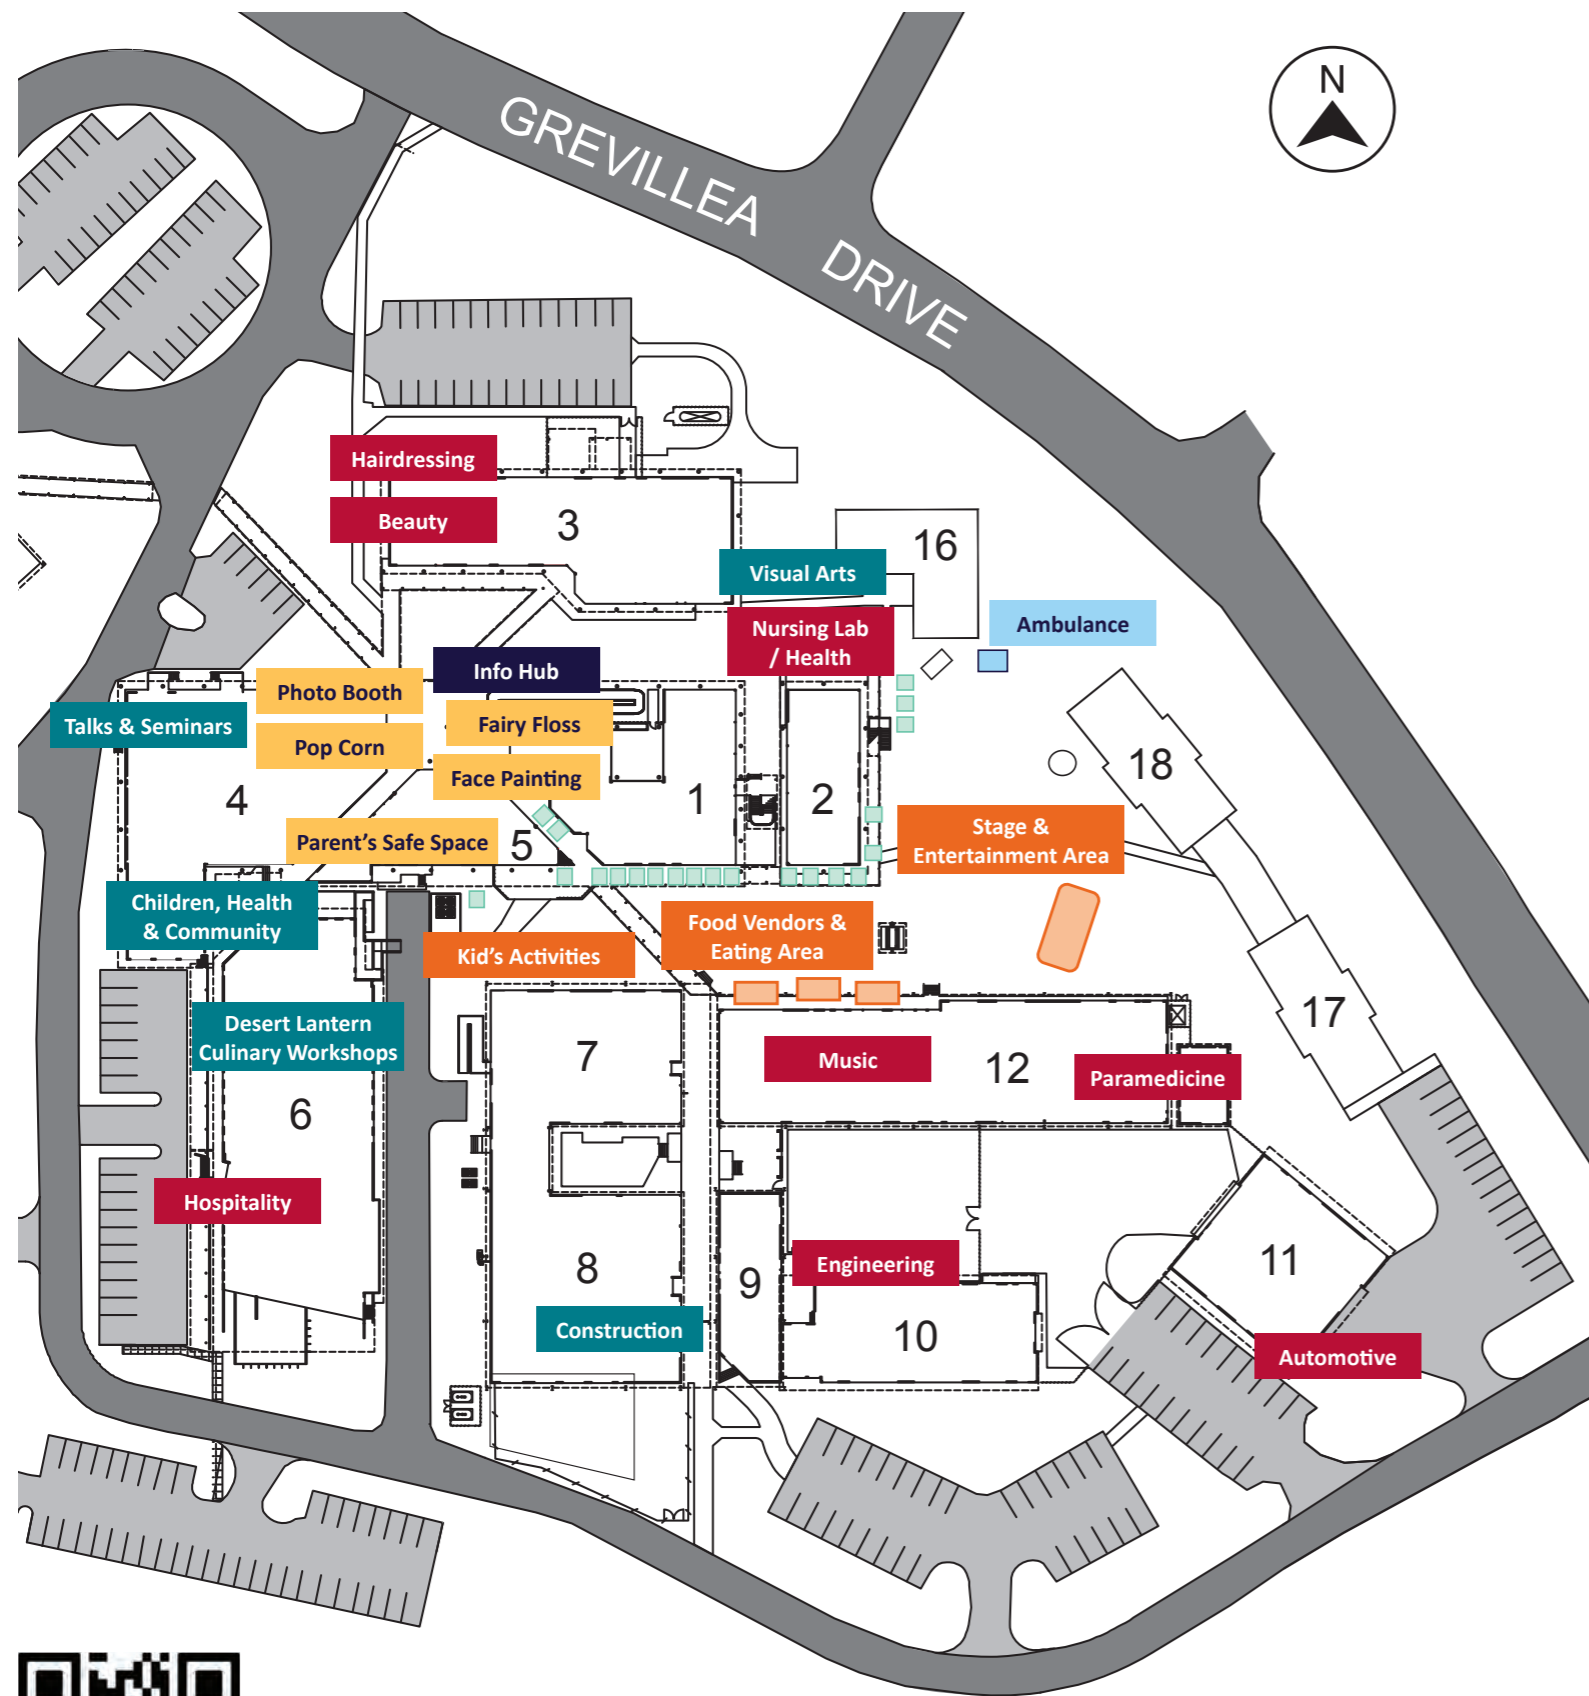 N
GREVILLEA
DRIVE
Hairdressing
Beauty
3
16
Visual Arts
Nursing Lab
/ Health
Ambulance
Info Hub
Photo Booth
Talks & Seminars
Fairy Floss
Pop Corn
Face Painting
4
1
2
18
Parent's Safe Space
5
Stage &
Entertainment Area
Children, Health
& Community
Kid's Activities
Food Vendors &
Eating Area
17
Desert Lantern
Culinary Workshops
7
Music
12
Paramedicine
6
Hospitality
8
9
Engineering
11
Construction
10
Automotive